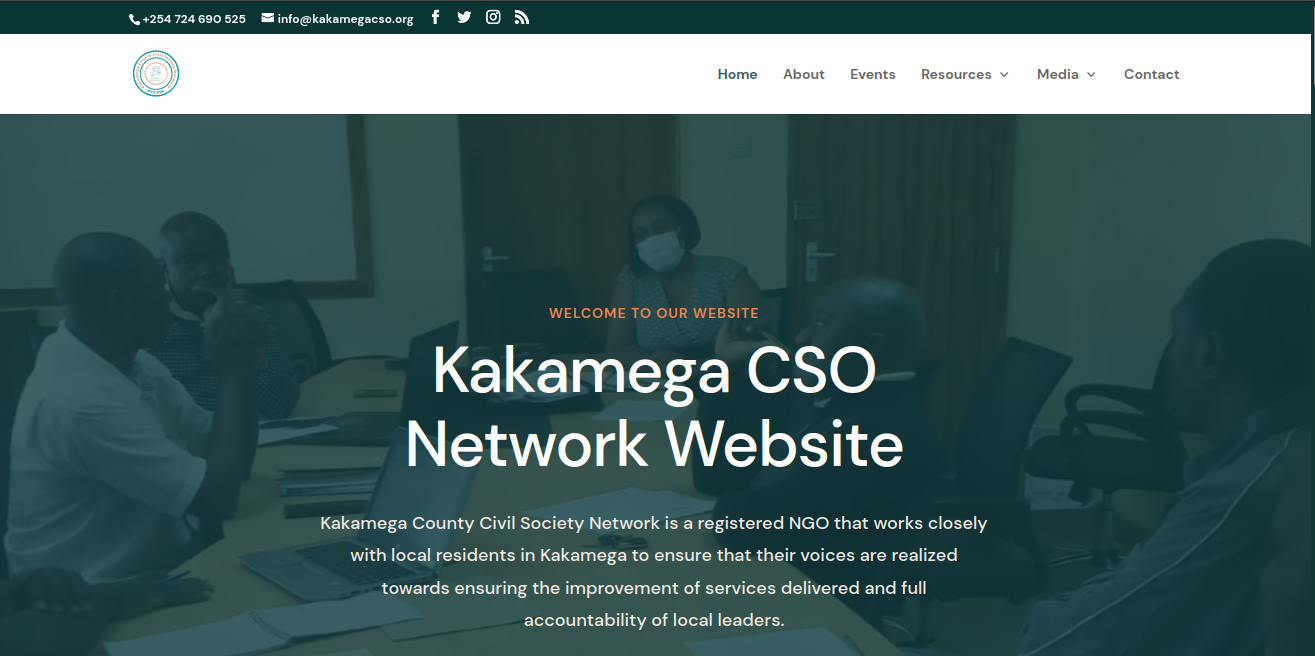 +254 724 690 525 info@kakamegacso.org
Home About Events Resources Media Contact
WELCOME TO OUR WEBSITE
Kakamega CSO
Network Website
Kakamega County Civil Society Network is a registered NGO that works closely
with local residents in Kakamega to ensure that their voices are realized
towards ensuring the improvement of services delivered and full
accountability of local leaders.